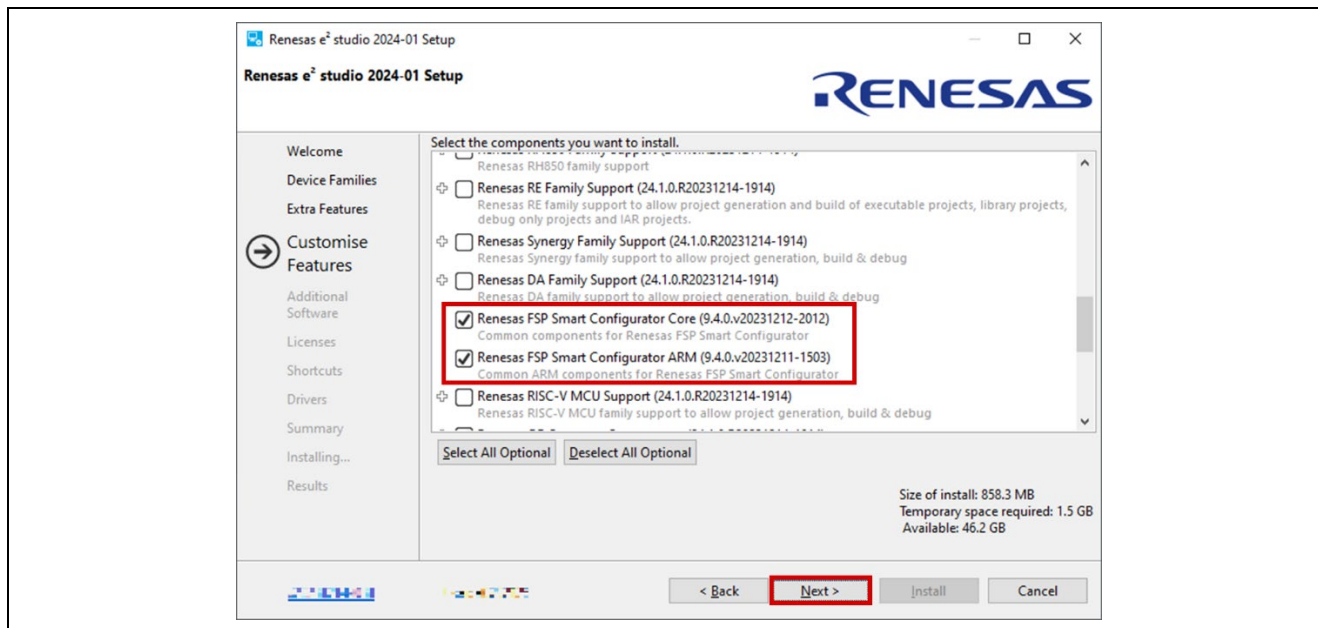 Renesas e² studio 2024-01 Setup
Renesas e² studio 2024-01 Setup
RENESAS
Welcome
Device Families
Extra Features
Customise
Features
Additional
Software
Licenses
Shortcuts
Drivers
Summary
Installing...
Results
Select the components you want to install.
Renesas RH850 family support
Renesas RE Family Support (24.1.0.R20231214-1914)
Renesas RE family support to allow project generation and build of executable projects, library projects,
debug only projects and IAR projects.
Renesas Synergy Family Support (24.1.0.R20231214-1914)
Renesas Synergy family support to allow project generation, build & debug
Renesas DA Family Support (24.1.0.R20231214-1914)
Renesas DA family support to allow project generation, build & debug
Renesas FSP Smart Configurator Core (9.4.0.v20231212-2012)
Common components for Renesas FSP Smart Configurator
Renesas FSP Smart Configurator ARM (9.4.0.v20231211-1503)
Common ARM components for Renesas FSP Smart Configurator
Renesas RISC-V MCU Support (24.1.0.R20231214-1914)
Renesas RISC-V MCU family support to allow project generation, build & debug
Select All Optional Deselect All Optional
Size of install: 858.3 MB
Temporary space required: 1.5 GB
Available: 46.2 GB
< Back Next > Install Cancel